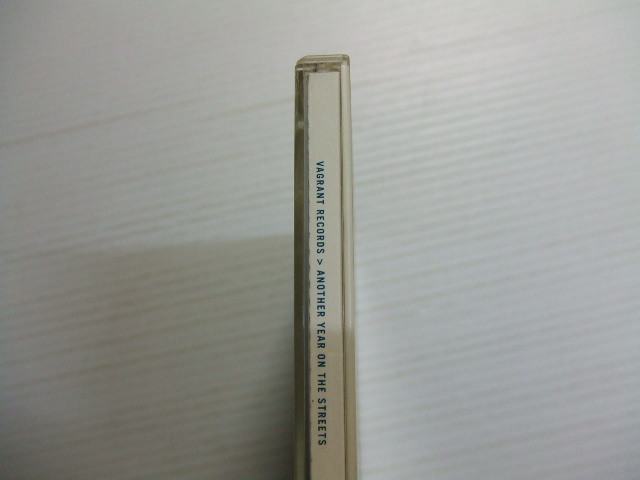 VAGRANT RECORDS > ANOTHER YEAR ON THE STREETS